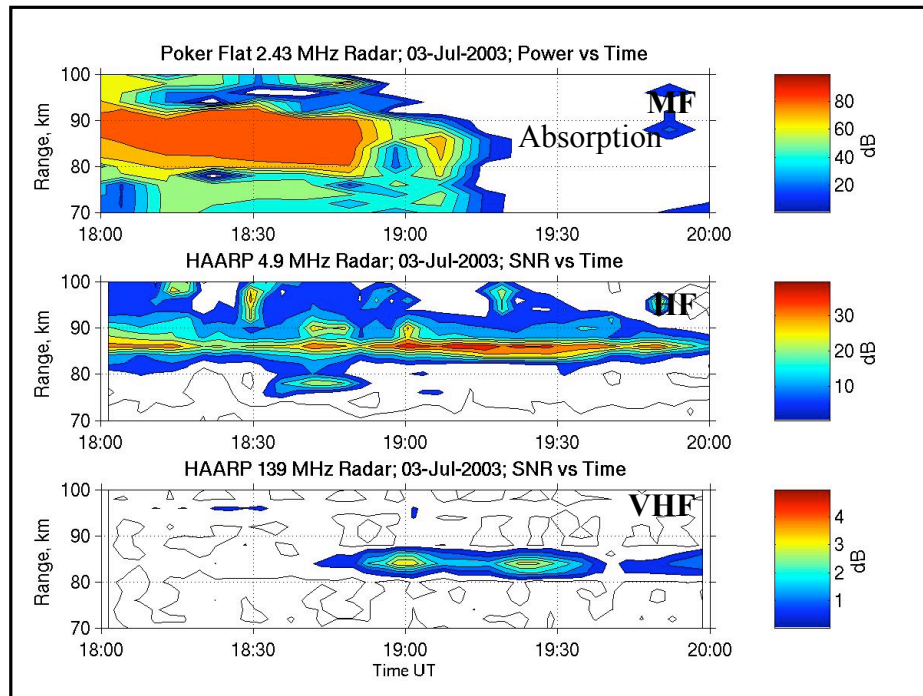 Poker Flat 2.43 MHz Radar; 03-Jul-2003; Power vs Time
100
90
80
70
Range, km
MF
Absorption
18:00 18:30 19:00 19:30 20:00
80
60
40
20
dB
HAARP 4.9 MHz Radar; 03-Jul-2003; SNR vs Time
100
90
80
70
Range, km
HF
18:00 18:30 19:00 19:30 20:00
30
20
10
dB
HAARP 139 MHz Radar; 03-Jul-2003; SNR vs Time
100
90
80
70
Range, km
VHF
18:00 18:30 19:00 19:30 20:00
Time UT
4
3
2
1
dB